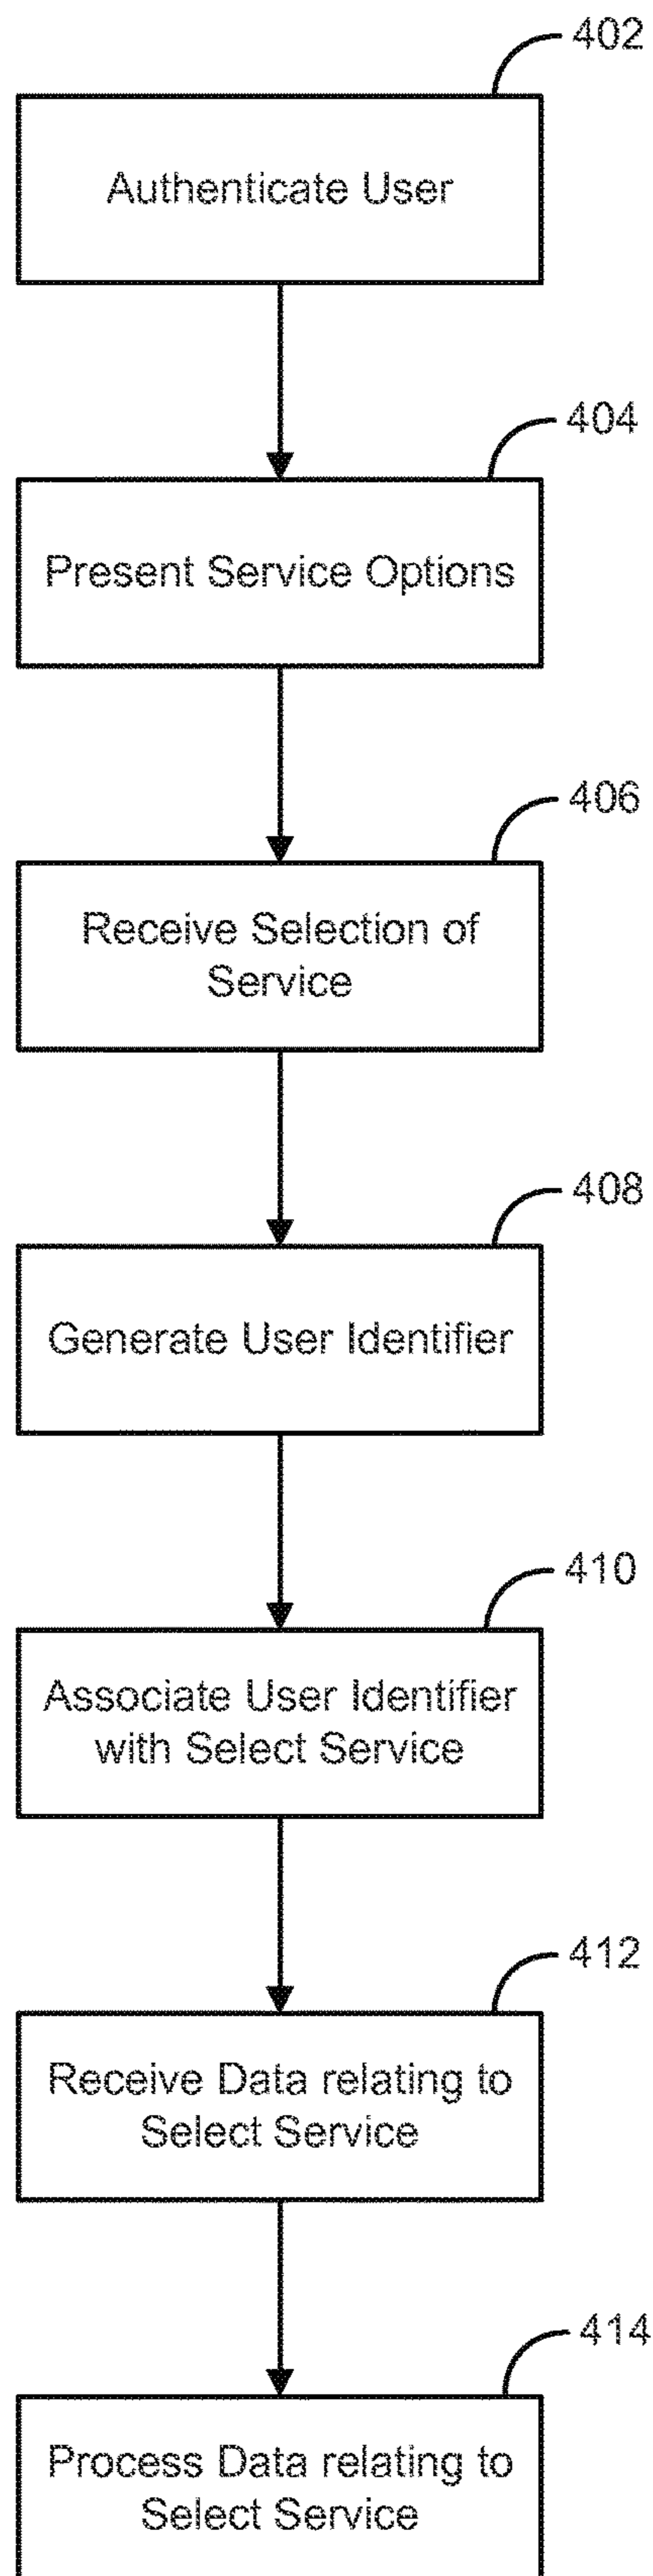 402
Authenticate User
404
Present Service Options
406
Receive Selection of
Service
408
Generate User Identifier
410
Associate User Identifier
with Select Service
412
Receive Data relating to
Select Service
414
Process Data relating to
Select Service